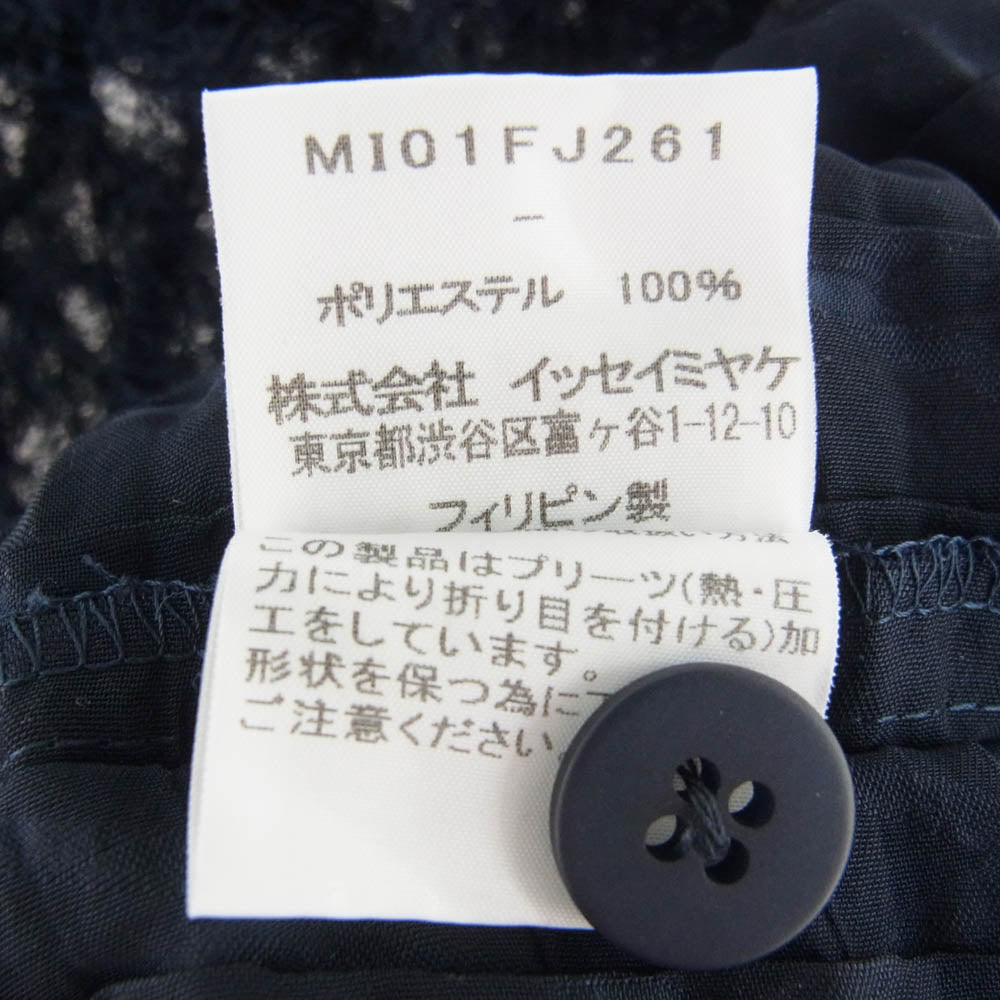 MI01FJ261
-
ポリエステル 100%
株式会社 イッセイミヤケ
東京都渋谷区富ヶ谷1-12-10
フィリピン製
この製品はプリーツ(熱・圧
力により折り目を付ける)加
工をしています。
形状を保つ為に
ご注意ください。